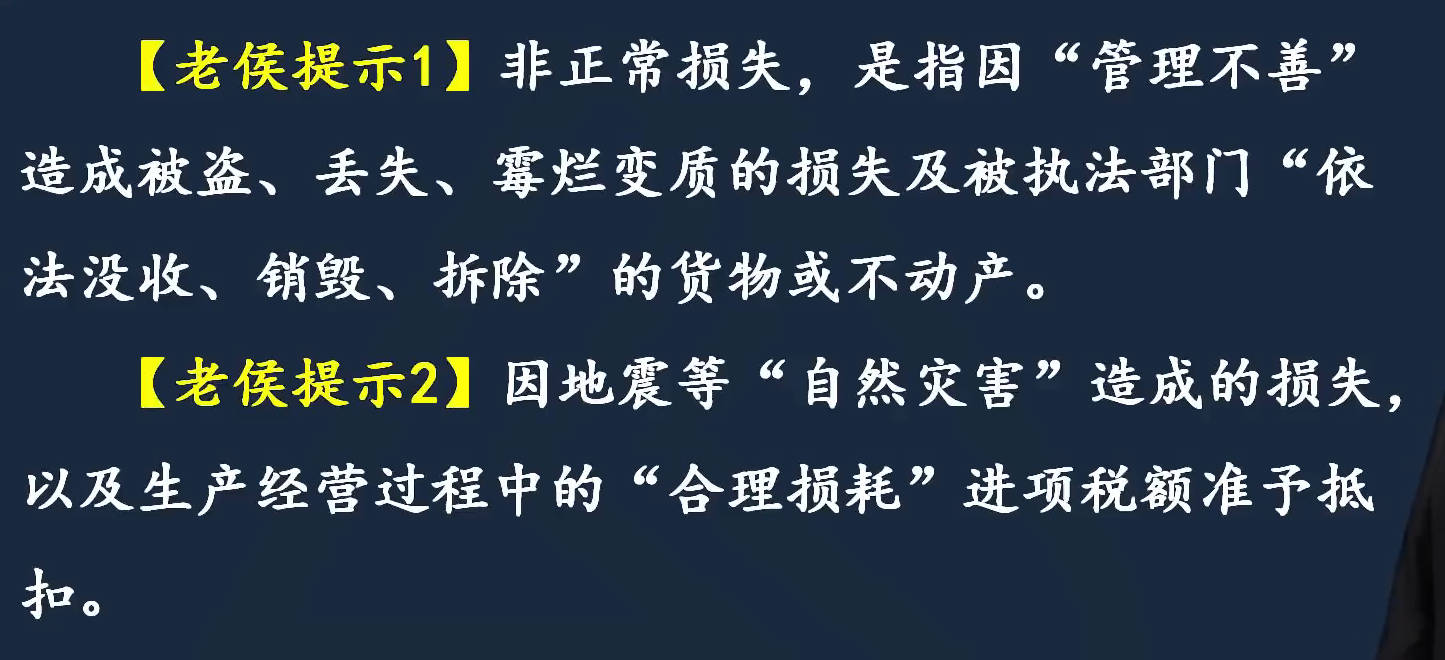 【老侯提示1】非正常损失，是指因“管理不善”
造成被盗、丢失、霉烂变质的损失及被执法部门“依
法没收、销毁、拆除”的货物或不动产。
【老侯提示2】因地震等“自然灾害”造成的损失，
以及生产经营过程中的“合理损耗”进项税额准予抵
扣。